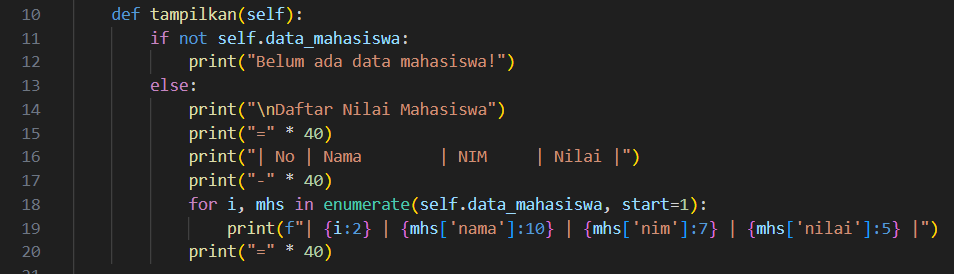 10 def tampilkan(self):
11 if not self.data_mahasiswa:
12 print("Belum ada data mahasiswa!")
13 else:
14 print("\nDaftar Nilai Mahasiswa")
15 print("=" * 40)
16 print("| No | Nama         | NIM     | Nilai |")
17 print("-" * 40)
18 for i, mhs in enumerate(self.data_mahasiswa, start=1):
19 print(f"| {i:2} | {mhs['nama']:10} | {mhs['nim']:7} | {mhs['nilai']:5} |")
20 print("=" * 40)